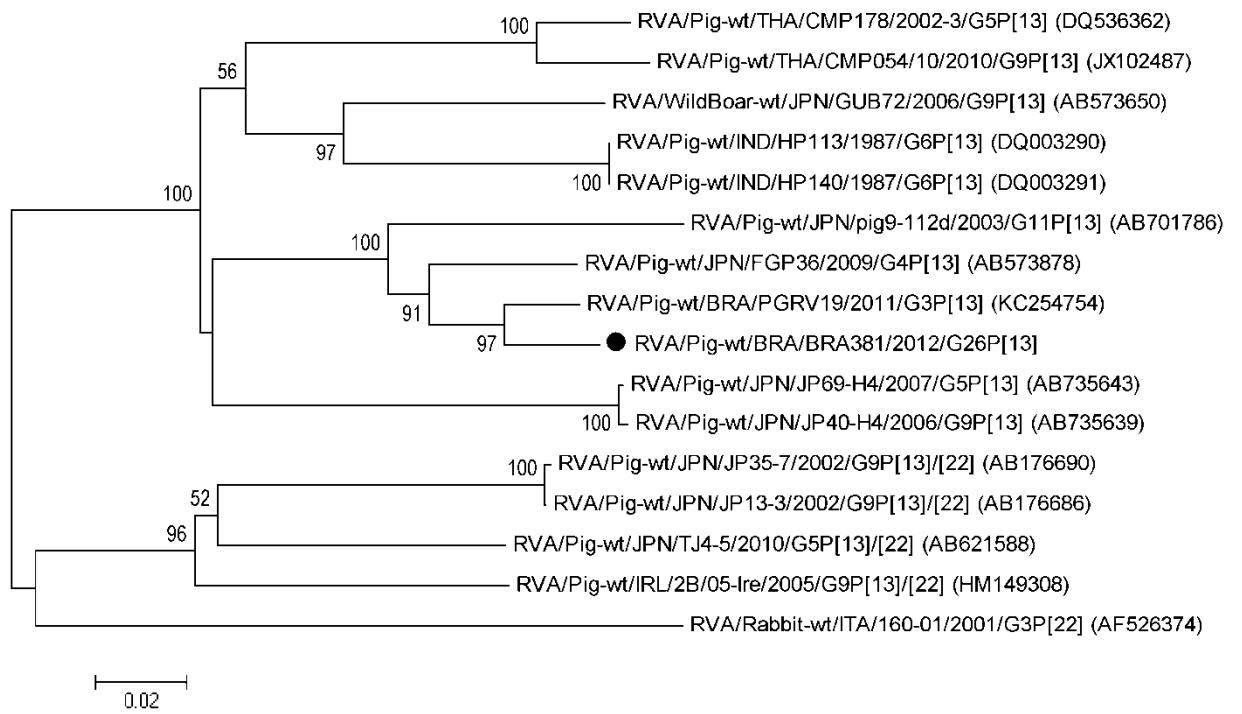 100
RVA/Pig-wt/THA/CMP178/2002-3/G5P[13] (DQ536362)
RVA/Pig-wt/THA/CMP054/10/2010/G9P[13] (JX102487)
56
RVA/WildBoar-wt/JPN/GUB72/2006/G9P[13] (AB573650)
97
RVA/Pig-wt/IND/HP113/1987/G6P[13] (DQ003290)
100
RVA/Pig-wt/IND/HP140/1987/G6P[13] (DQ003291)
100
RVA/Pig-wt/JPN/pig9-112d/2003/G11P[13] (AB701786)
100
RVA/Pig-wt/JPN/FGP36/2009/G4P[13] (AB573878)
91
RVA/Pig-wt/BRA/PGRV19/2011/G3P[13] (KC254754)
97
RVA/Pig-wt/BRA/BRA381/2012/G26P[13]
RVA/Pig-wt/JPN/JP69-H4/2007/G5P[13] (AB735643)
100
RVA/Pig-wt/JPN/JP40-H4/2006/G9P[13] (AB735639)
100
RVA/Pig-wt/JPN/JP35-7/2002/G9P[13]/[22] (AB176690)
RVA/Pig-wt/JPN/JP13-3/2002/G9P[13]/[22] (AB176686)
52
RVA/Pig-wt/JPN/TJ4-5/2010/G5P[13]/[22] (AB621588)
96
RVA/Pig-wt/IRL/2B/05-Ire/2005/G9P[13]/[22] (HM149308)
RVA/Rabbit-wt/ITA/160-01/2001/G3P[22] (AF526374)
0.02